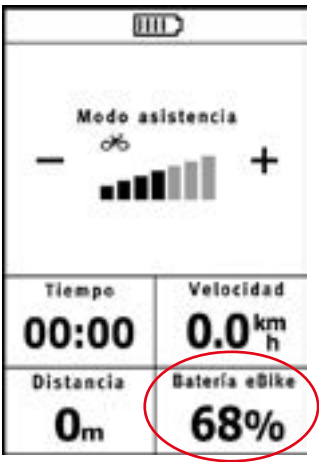 Modo asistencia
− +
Tiempo Velocidad
00:00 0.0 km/h
Distancia Batería eBike
0m 68%